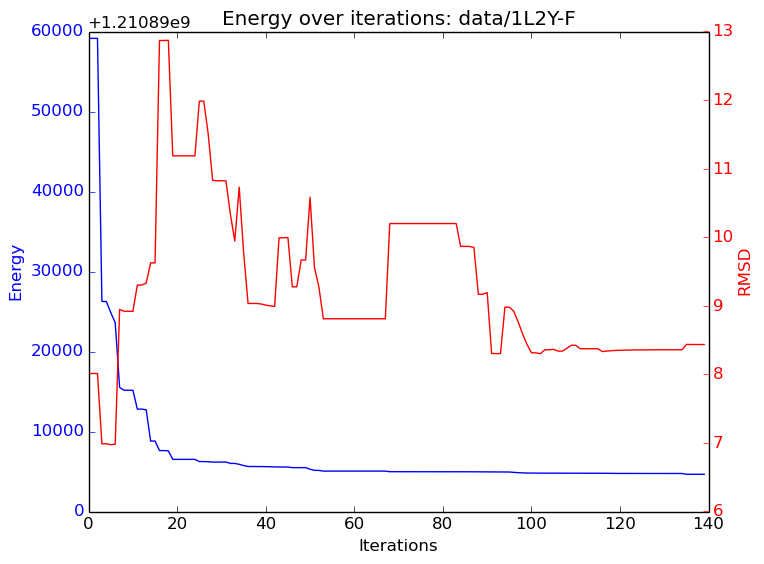 Energy over iterations: data/1L2Y-F
+1.21089e9
60000
50000
40000
30000
20000
10000
0
Energy
13
12
11
10
9
8
7
6
RMSD
0 20 40 60 80 100 120 140
Iterations